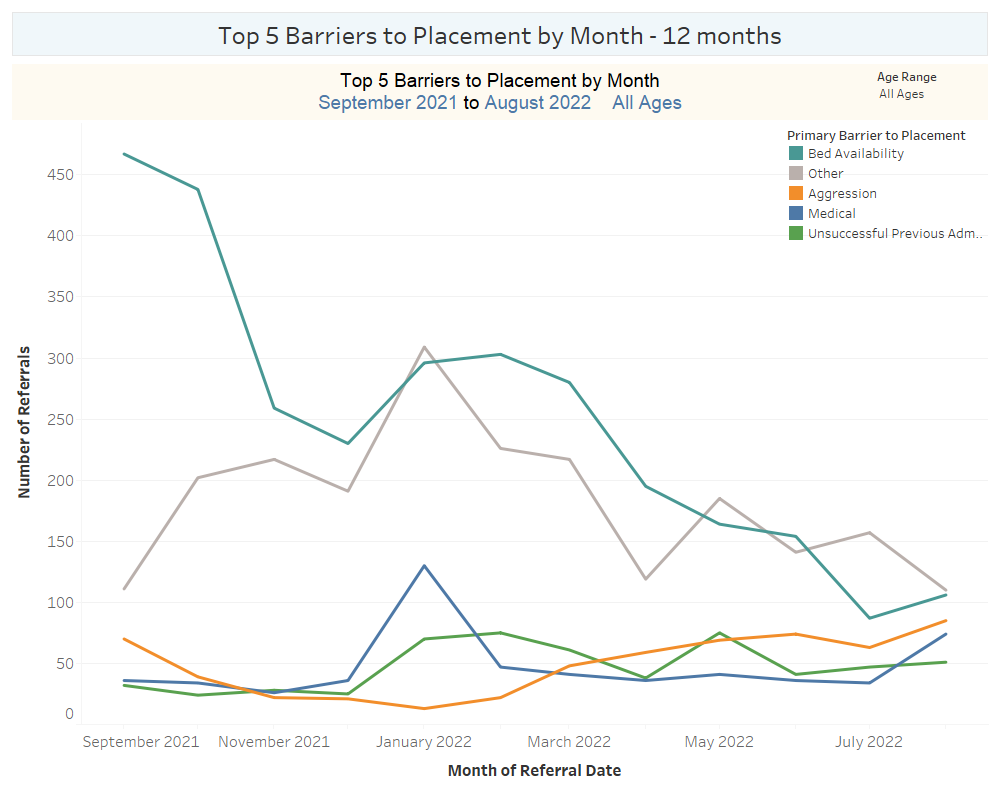 Top 5 Barriers to Placement by Month - 12 months
Top 5 Barriers to Placement by Month
September 2021 to August 2022 All Ages
Age Range
All Ages
Primary Barrier to Placement
Bed Availability
Other
Aggression
Medical
Unsuccessful Previous Adm..
Number of Referrals
450
400
350
300
250
200
150
100
50
0
September 2021 November 2021 January 2022 March 2022 May 2022 July 2022
Month of Referral Date